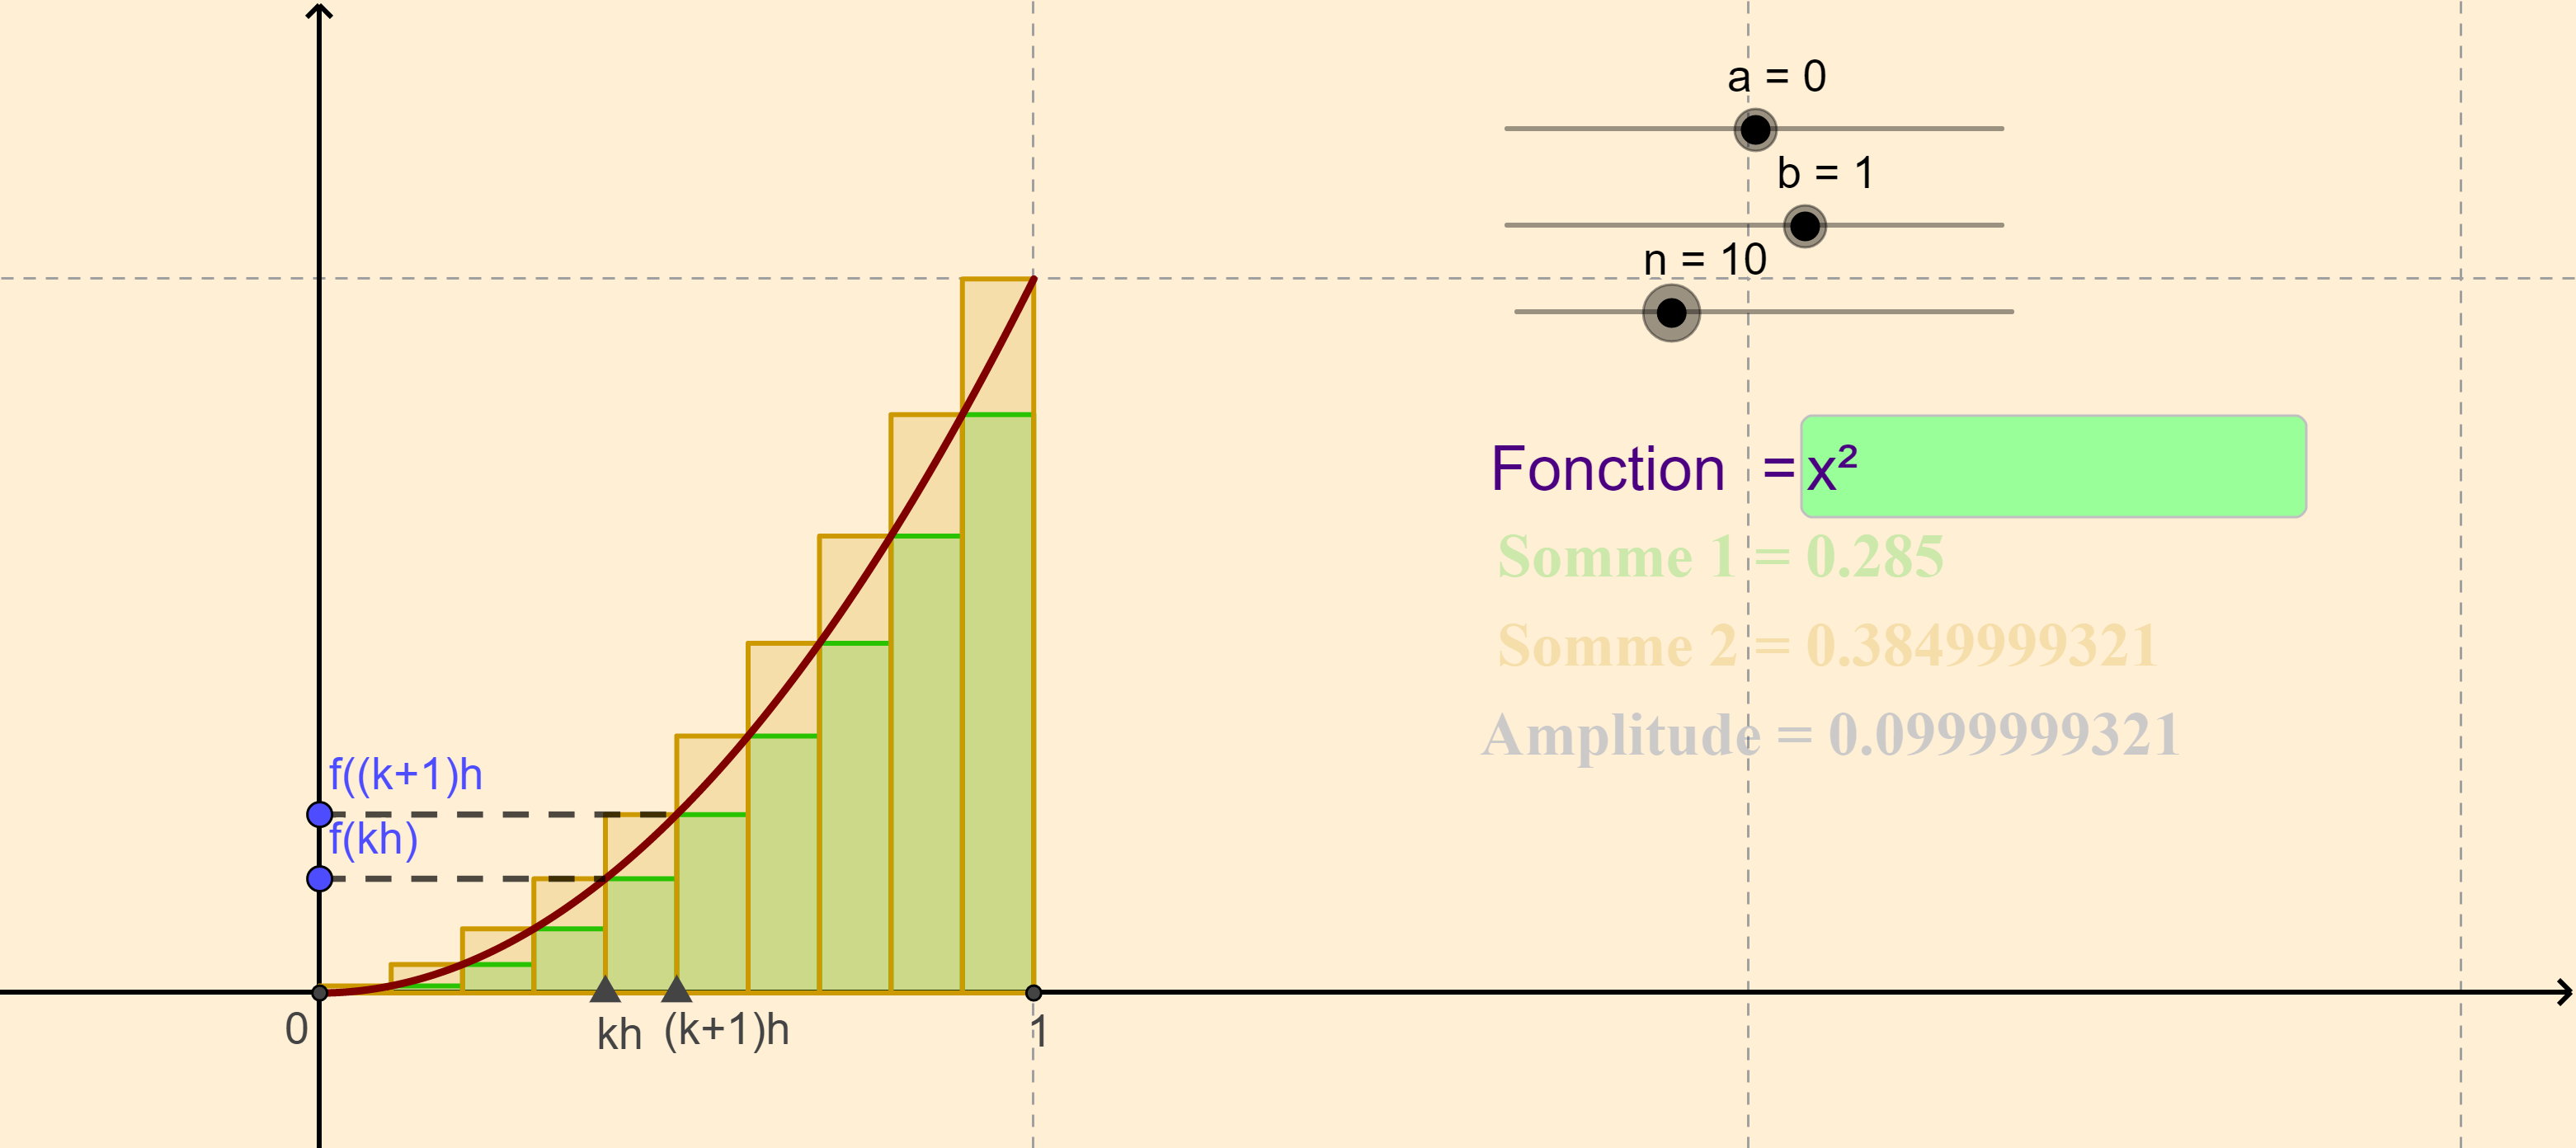 a = 0
b = 1
n = 10
Fonction = x²
Somme 1 = 0.285
Somme 2 = 0.3849999321
Amplitude = 0.0999999321
f((k+1)h
f(kh)
0
kh
(k+1)h
1